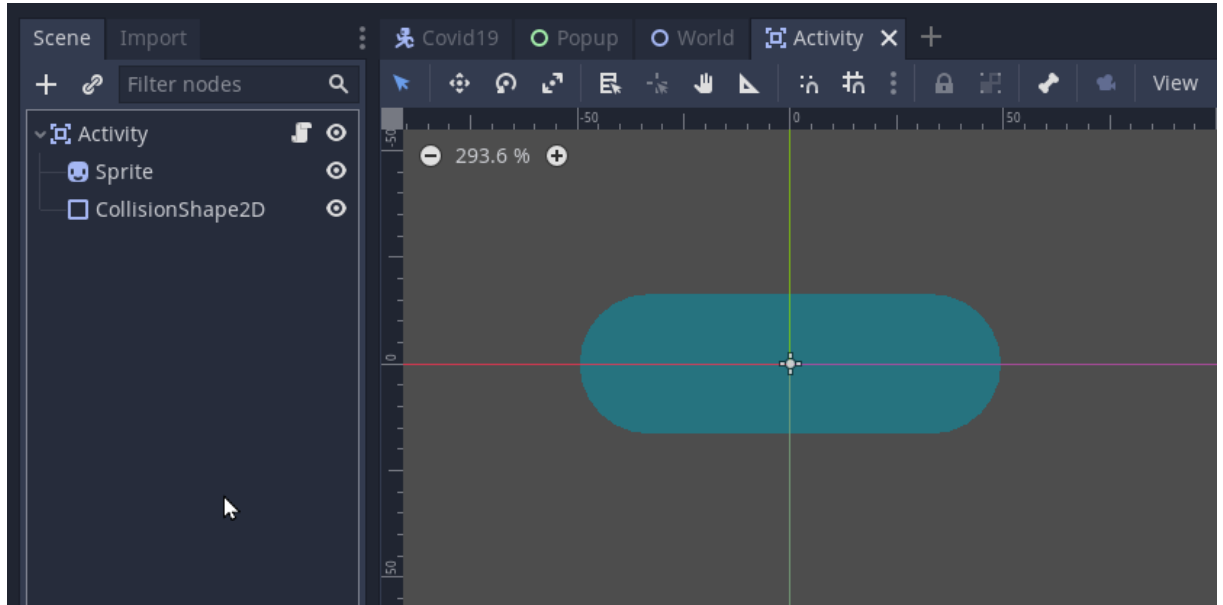 Scene Import
Covid19 Popup World Activity
Filter nodes
View
Activity
Sprite
CollisionShape2D
-50 0 50
-50
293.6 %
0
50